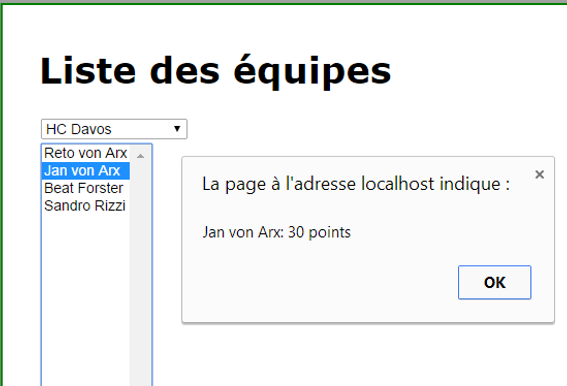 Liste des équipes
HC Davos
Reto von Arx
Jan von Arx
Beat Forster
Sandro Rizzi
La page à l'adresse localhost indique :
Jan von Arx: 30 points
OK